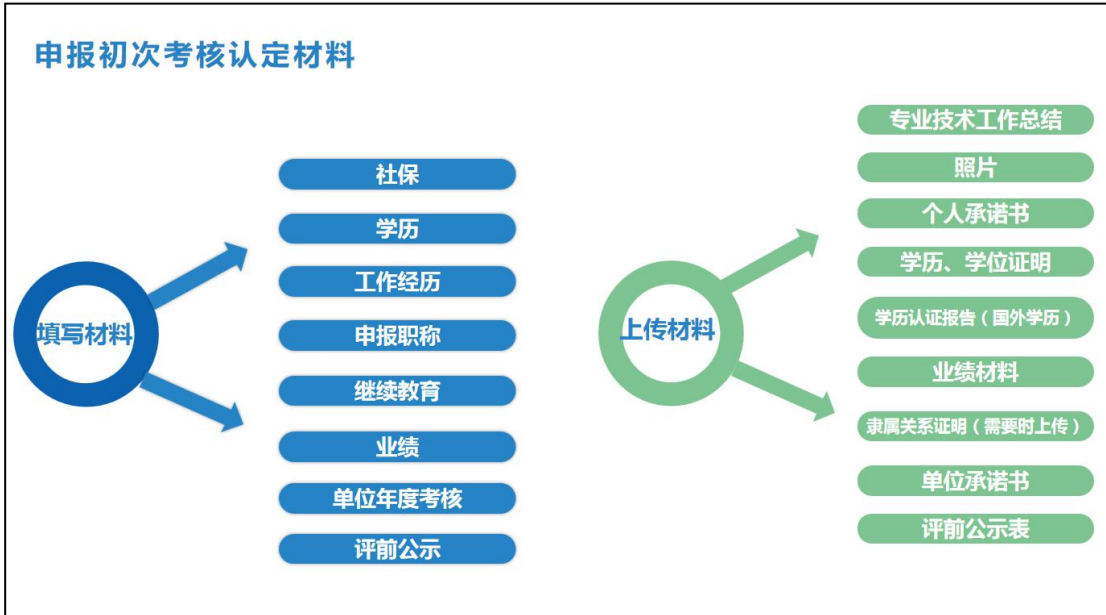 申报初次考核认定材料
填写材料
社保
学历
工作经历
申报职称
继续教育
业绩
单位年度考核
评前公示
上传材料
专业技术工作总结
照片
个人承诺书
学历、学位证明
学历认证报告（国外学历）
业绩材料
隶属关系证明（需要时上传）
单位承诺书
评前公示表